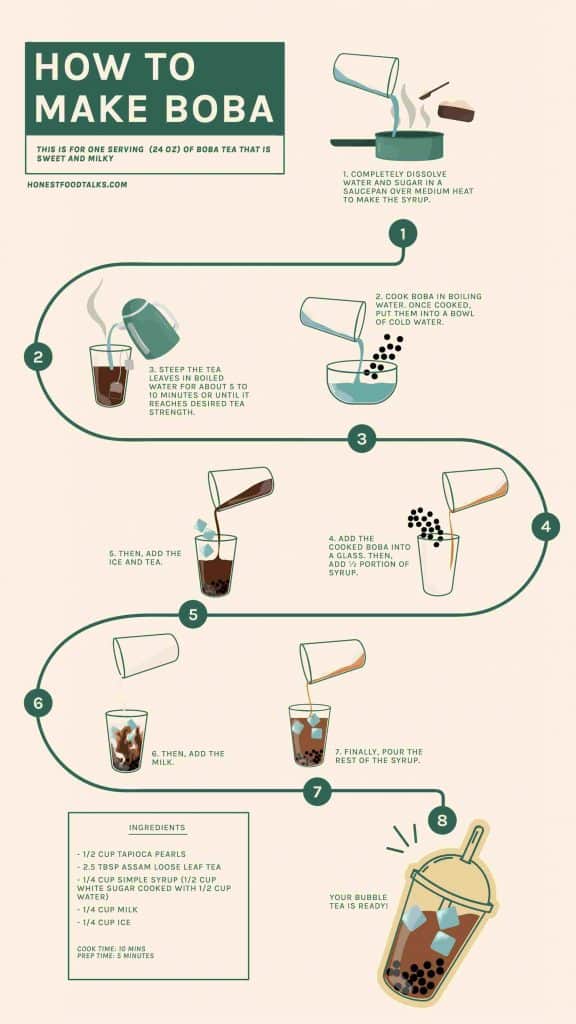 HOW TO
MAKE BOBA
THIS IS FOR ONE SERVING (24 OZ) OF BOBA TEA THAT IS
SWEET AND MILKY
HONESTFOODTALKS.COM
1. COMPLETELY DISSOLVE
WATER AND SUGAR IN A
SAUCEPAN OVER MEDIUM HEAT
TO MAKE THE SYRUP.
1
2. COOK BOBA IN BOILING
WATER. ONCE COOKED,
PUT THEM INTO A BOWL
OF COLD WATER.
2
3. STEEP THE TEA
LEAVES IN BOILED
WATER FOR ABOUT 5 TO
10 MINUTES OR UNTIL IT
REACHES DESIRED TEA
STRENGTH.
3
4. ADD THE
COOKED BOBA INTO
A GLASS. THEN,
ADD ½ PORTION OF
SYRUP.
4
5. THEN, ADD THE
ICE AND TEA.
5
6. THEN, ADD THE
MILK.
6
7. FINALLY, POUR THE
REST OF THE SYRUP.
7
8
YOUR BUBBLE
TEA IS READY!
INGREDIENTS
- 1/2 CUP TAPIOCA PEARLS
- 2.5 TBSP ASSAM LOOSE LEAF TEA
- 1/4 CUP SIMPLE SYRUP (1/2 CUP
WHITE SUGAR COOKED WITH 1/2 CUP
WATER)
- 1/4 CUP MILK
- 1/4 CUP ICE
COOK TIME: 10 MINS
PREP TIME: 5 MINUTES